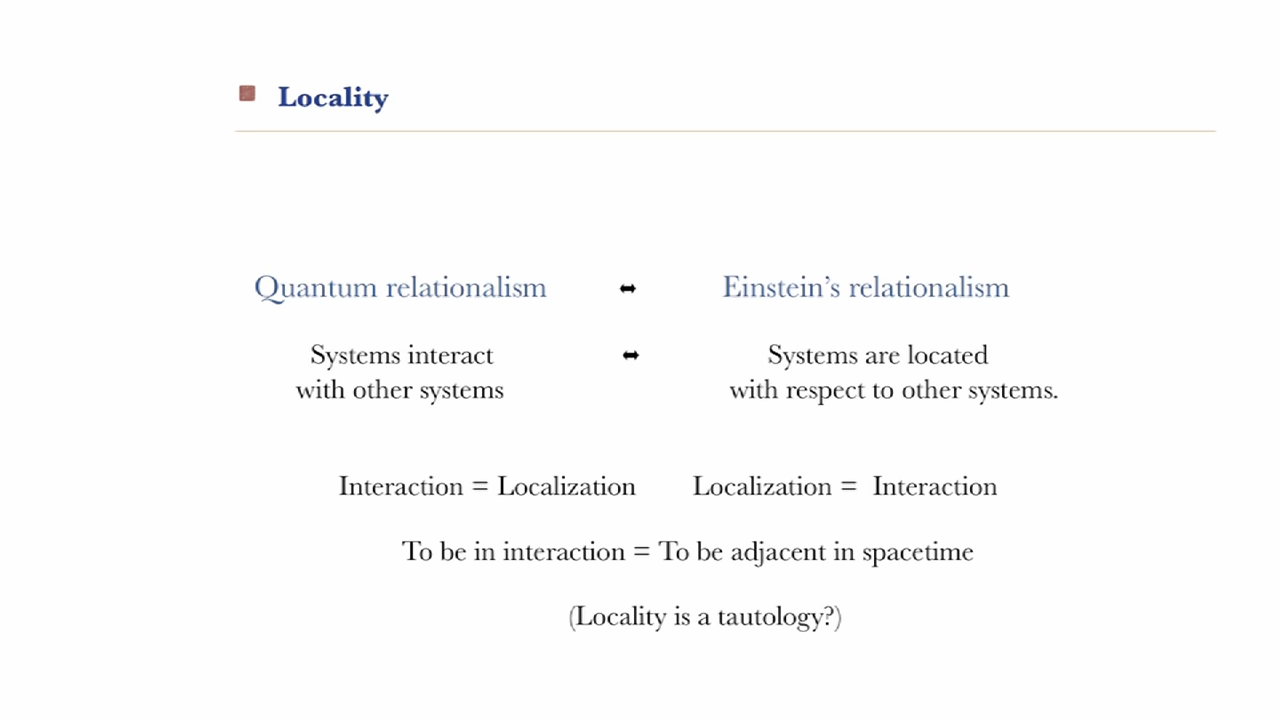 Locality
Quantum relationalism ⬌ Einstein’s relationalism
Systems interact ⬌ Systems are located
with other systems with respect to other systems.
Interaction = Localization Localization = Interaction
To be in interaction = To be adjacent in spacetime
(Locality is a tautology?)